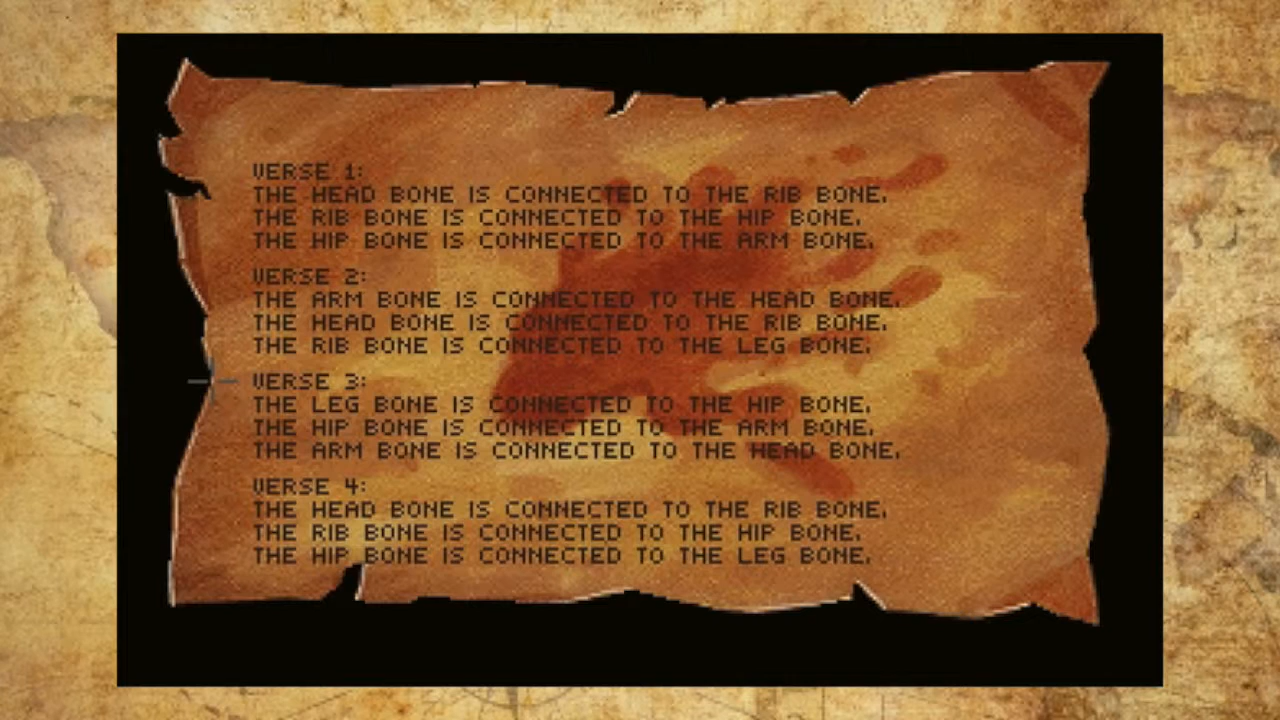 VERSE 1:
THE HEAD BONE IS CONNECTED TO THE RIB BONE.
THE RIB BONE IS CONNECTED TO THE HIP BONE.
THE HIP BONE IS CONNECTED TO THE ARM BONE.
VERSE 2:
THE ARM BONE IS CONNECTED TO THE HEAD BONE.
THE HEAD BONE IS CONNECTED TO THE RIB BONE.
THE RIB BONE IS CONNECTED TO THE LEG BONE.
VERSE 3:
THE LEG BONE IS CONNECTED TO THE HIP BONE.
THE HIP BONE IS CONNECTED TO THE ARM BONE.
THE ARM BONE IS CONNECTED TO THE HEAD BONE.
VERSE 4:
THE HEAD BONE IS CONNECTED TO THE RIB BONE.
THE RIB BONE IS CONNECTED TO THE HIP BONE.
THE HIP BONE IS CONNECTED TO THE LEG BONE.